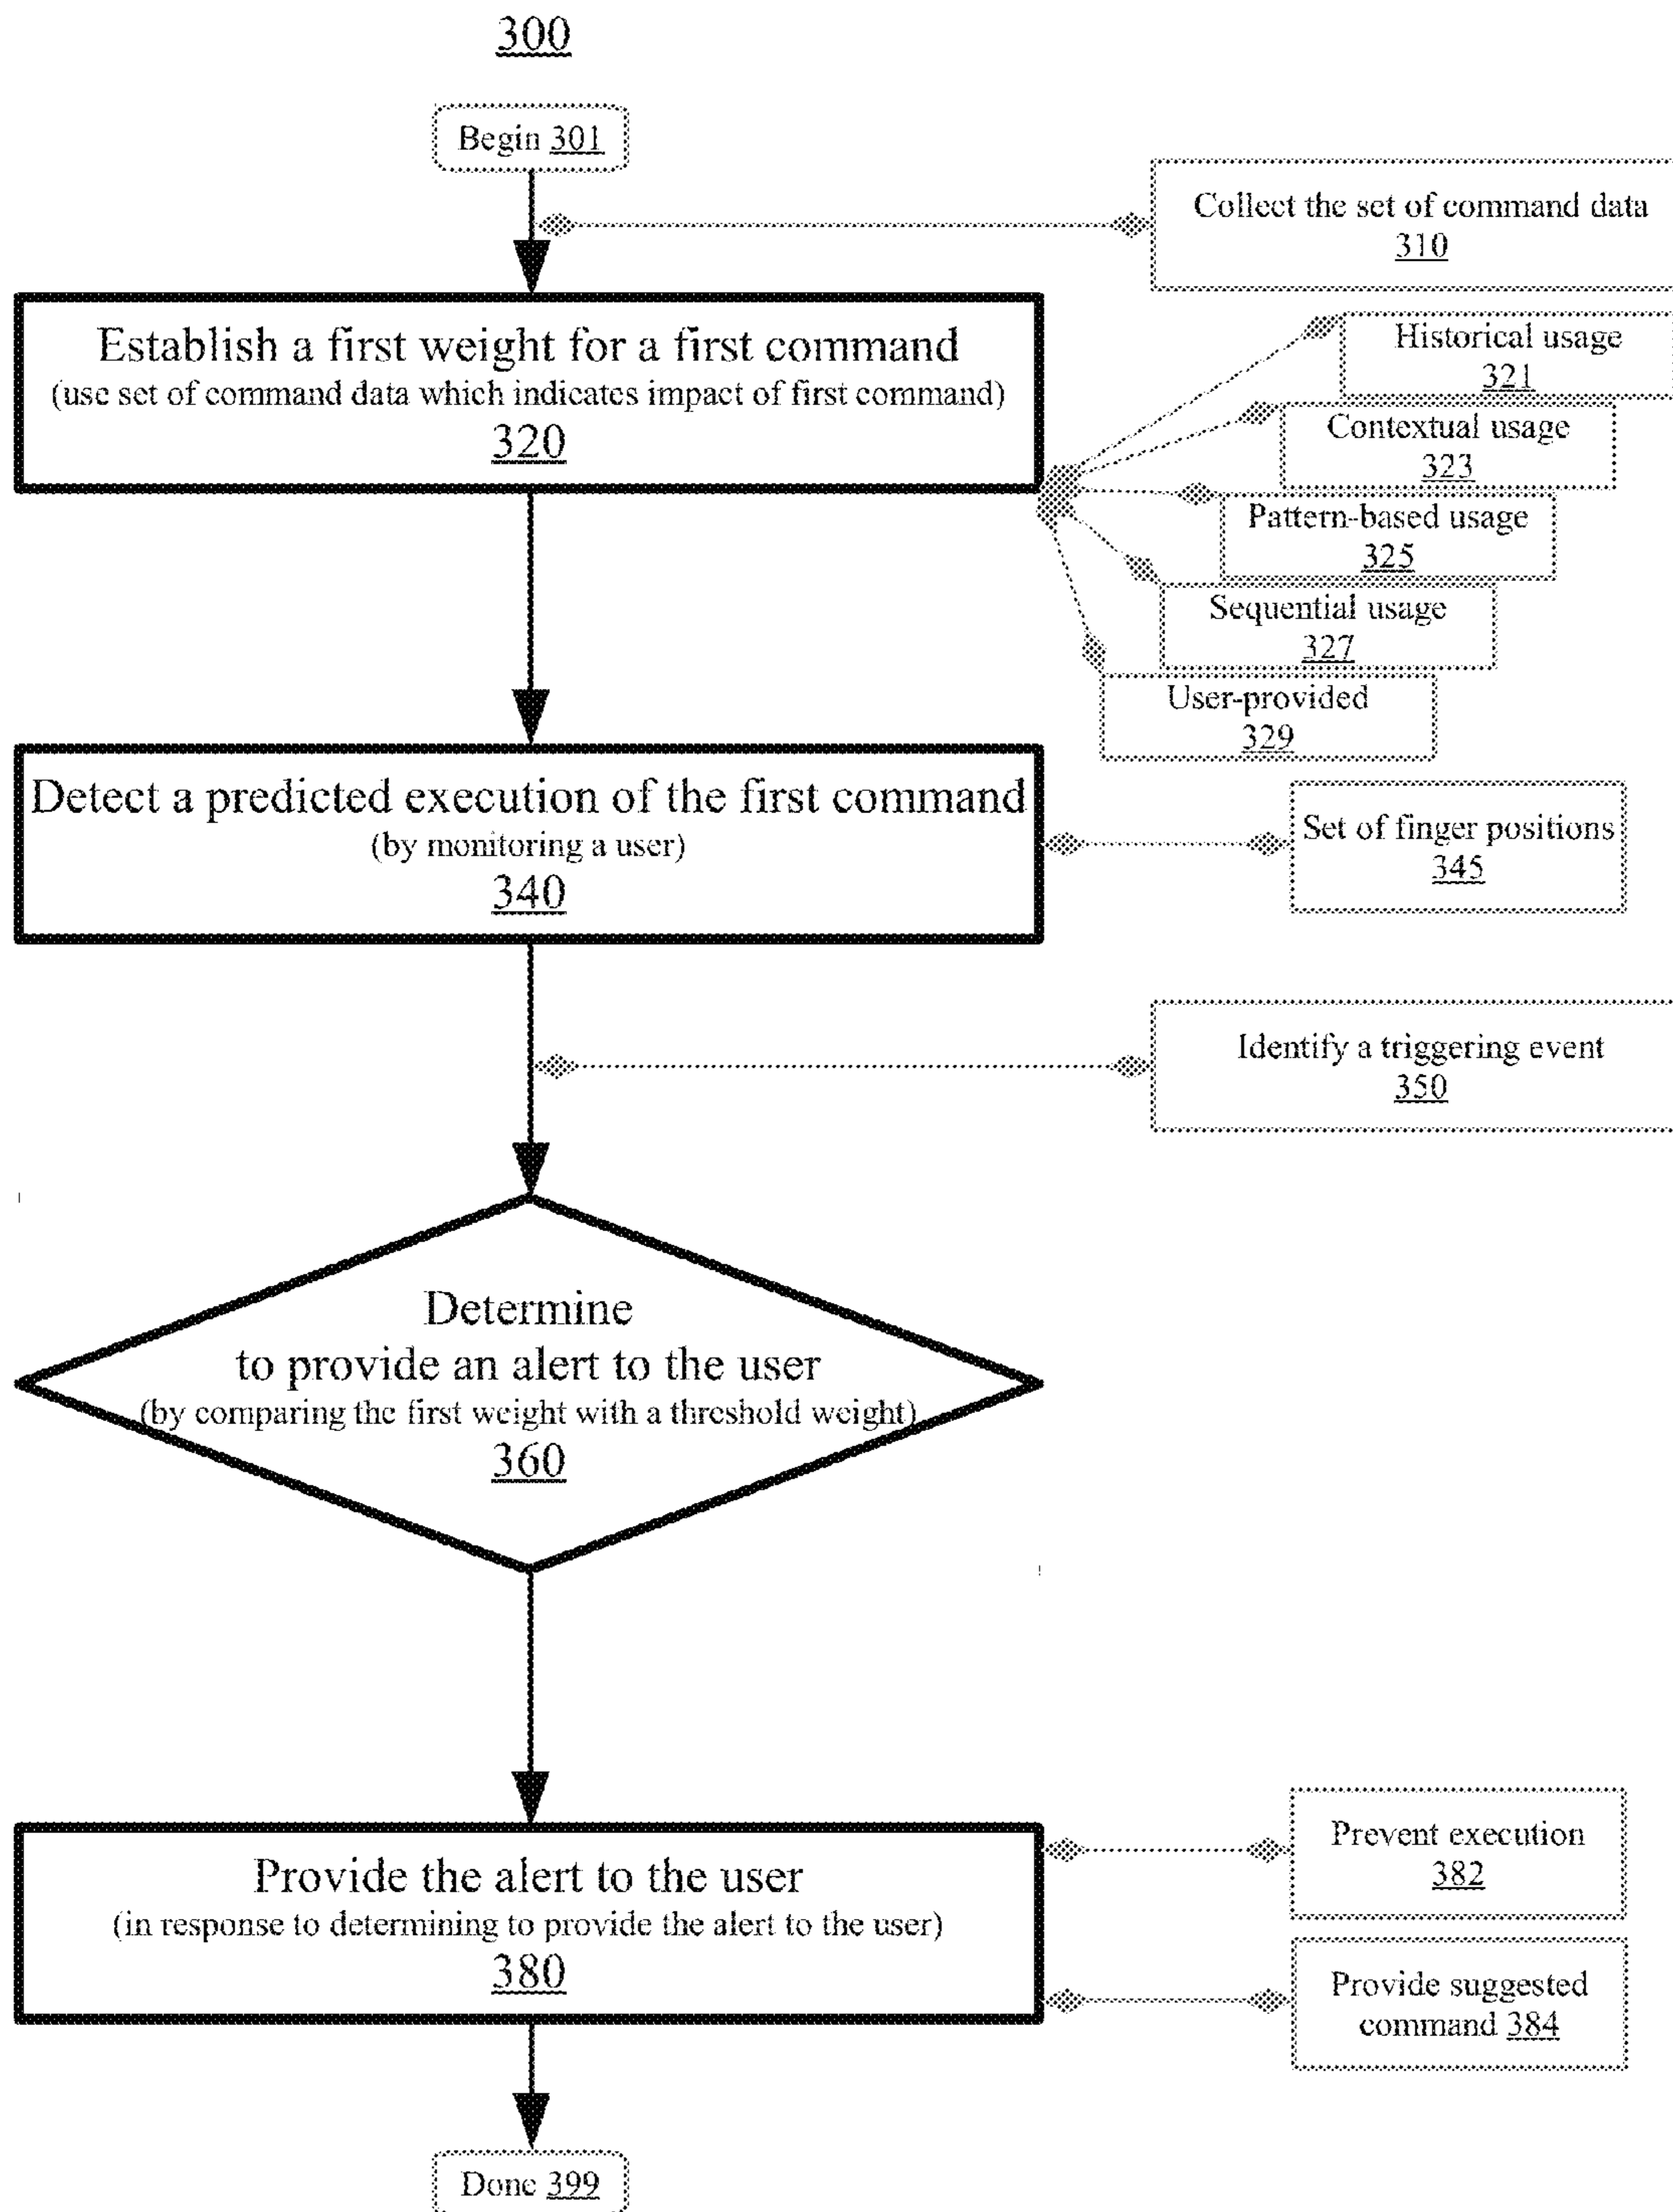 300
Begin 301
Collect the set of command data
310
Establish a first weight for a first command
(use set of command data which indicates impact of first command)
320
Historical usage
321
Contextual usage
323
Pattern-based usage
325
Sequential usage
327
User-provided
329
Detect a predicted execution of the first command
(by monitoring a user)
340
Set of finger positions
345
Identify a triggering event
350
Determine
to provide an alert to the user
(by comparing the first weight with a threshold weight)
360
Provide the alert to the user
(in response to determining to provide the alert to the user)
380
Prevent execution
382
Provide suggested
command 384
Done 399